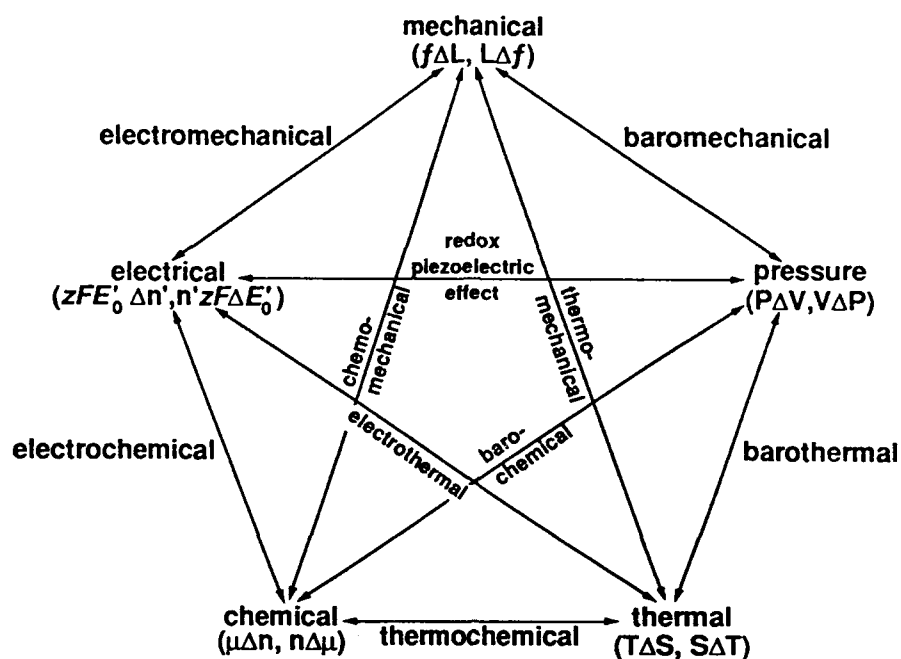 mechanical
(fΔL, LΔf)
electromechanical
baromechanical
redox
piezoelectric
effect
electrical
(zFE′₀ Δn′,n′zFΔE′₀)
pressure
(PΔV,VΔP)
chemo-
mechanical
thermo-
mechanical
electrochemical
electrothermal
baro-
chemical
barothermal
chemical
(μΔn, nΔμ)
thermochemical
thermal
(TΔS, SΔT)